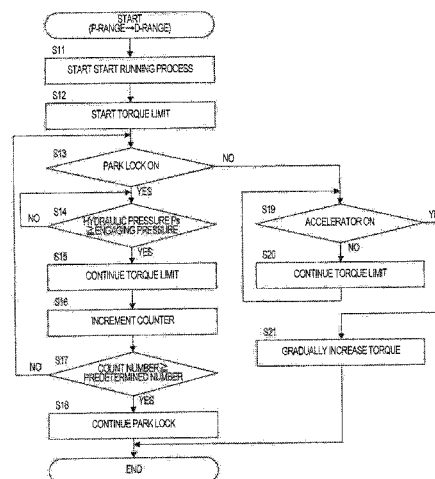 START
(P-RANGE→D-RANGE)
S11
START START RUNNING PROCESS
S12
START TORQUE LIMIT
S13
PARK LOCK ON
NO
YES
S14
HYDRAULIC PRESSURE Ps
≧ENGAGING PRESSURE
NO
YES
S15
CONTINUE TORQUE LIMIT
S16
INCREMENT COUNTER
S17
COUNT NUMBER≧
PREDETERMINED NUMBER
NO
YES
S18
CONTINUE PARK LOCK
END
S19
ACCELERATOR ON
NO
S20
CONTINUE TORQUE LIMIT
S21
GRADUALLY INCREASE TORQUE